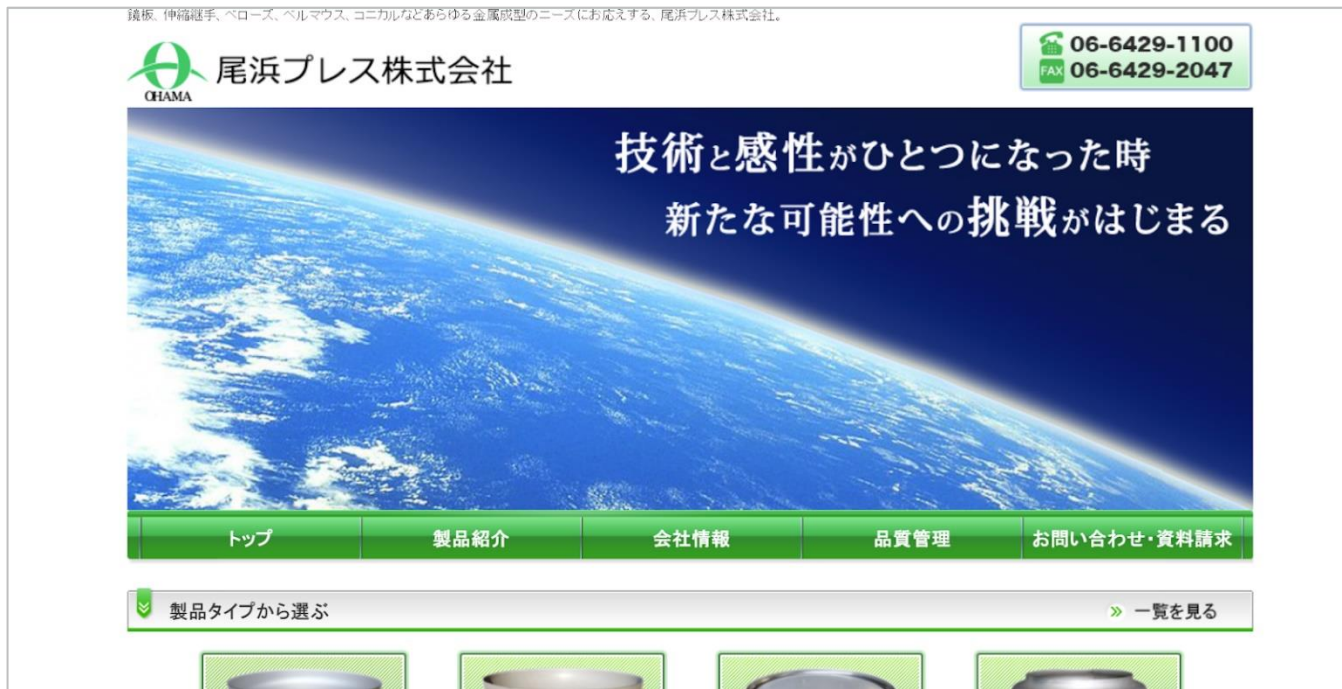 鏡板、伸縮継手、ベローズ、ベルマウス、コニカルなどあらゆる金属成型のニーズにお応えする、尾浜プレス株式会社。
OHAMA
尾浜プレス株式会社
06-6429-1100
FAX 06-6429-2047
技術と感性がひとつになった時
新たな可能性への挑戦がはじまる
トップ
製品紹介
会社情報
品質管理
お問い合わせ・資料請求
製品タイプから選ぶ
一覧を見る